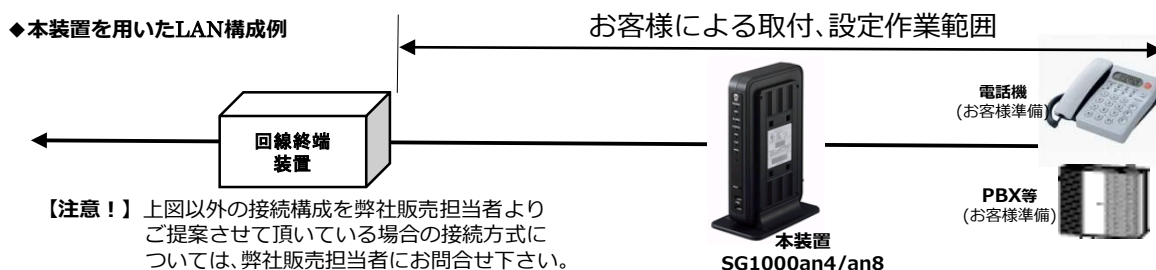 ◆本装置を用いたLAN構成例
お客様による取付、設定作業範囲
回線終端
装置
電話機
(お客様準備)
PBX等
(お客様準備)
本装置
SG1000an4/an8
【注意！】上図以外の接続構成を弊社販売担当者より
ご提案させて頂いている場合の接続方式に
ついては、弊社販売担当者にお問合せ下さい。